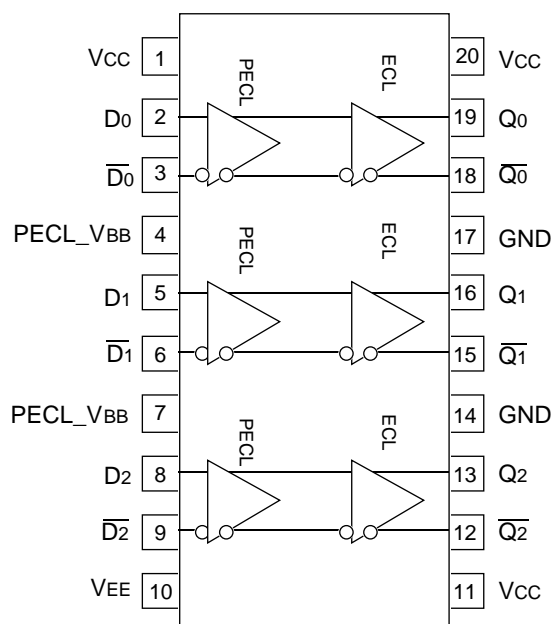 VCC 1 20 VCC
PECL ECL
D0 2 19 Q0
D0 3 18 Q0
PECL_VBB 4 17 GND
PECL ECL
D1 5 16 Q1
D1 6 15 Q1
PECL_VBB 7 14 GND
PECL ECL
D2 8 13 Q2
D2 9 12 Q2
VEE 10 11 VCC